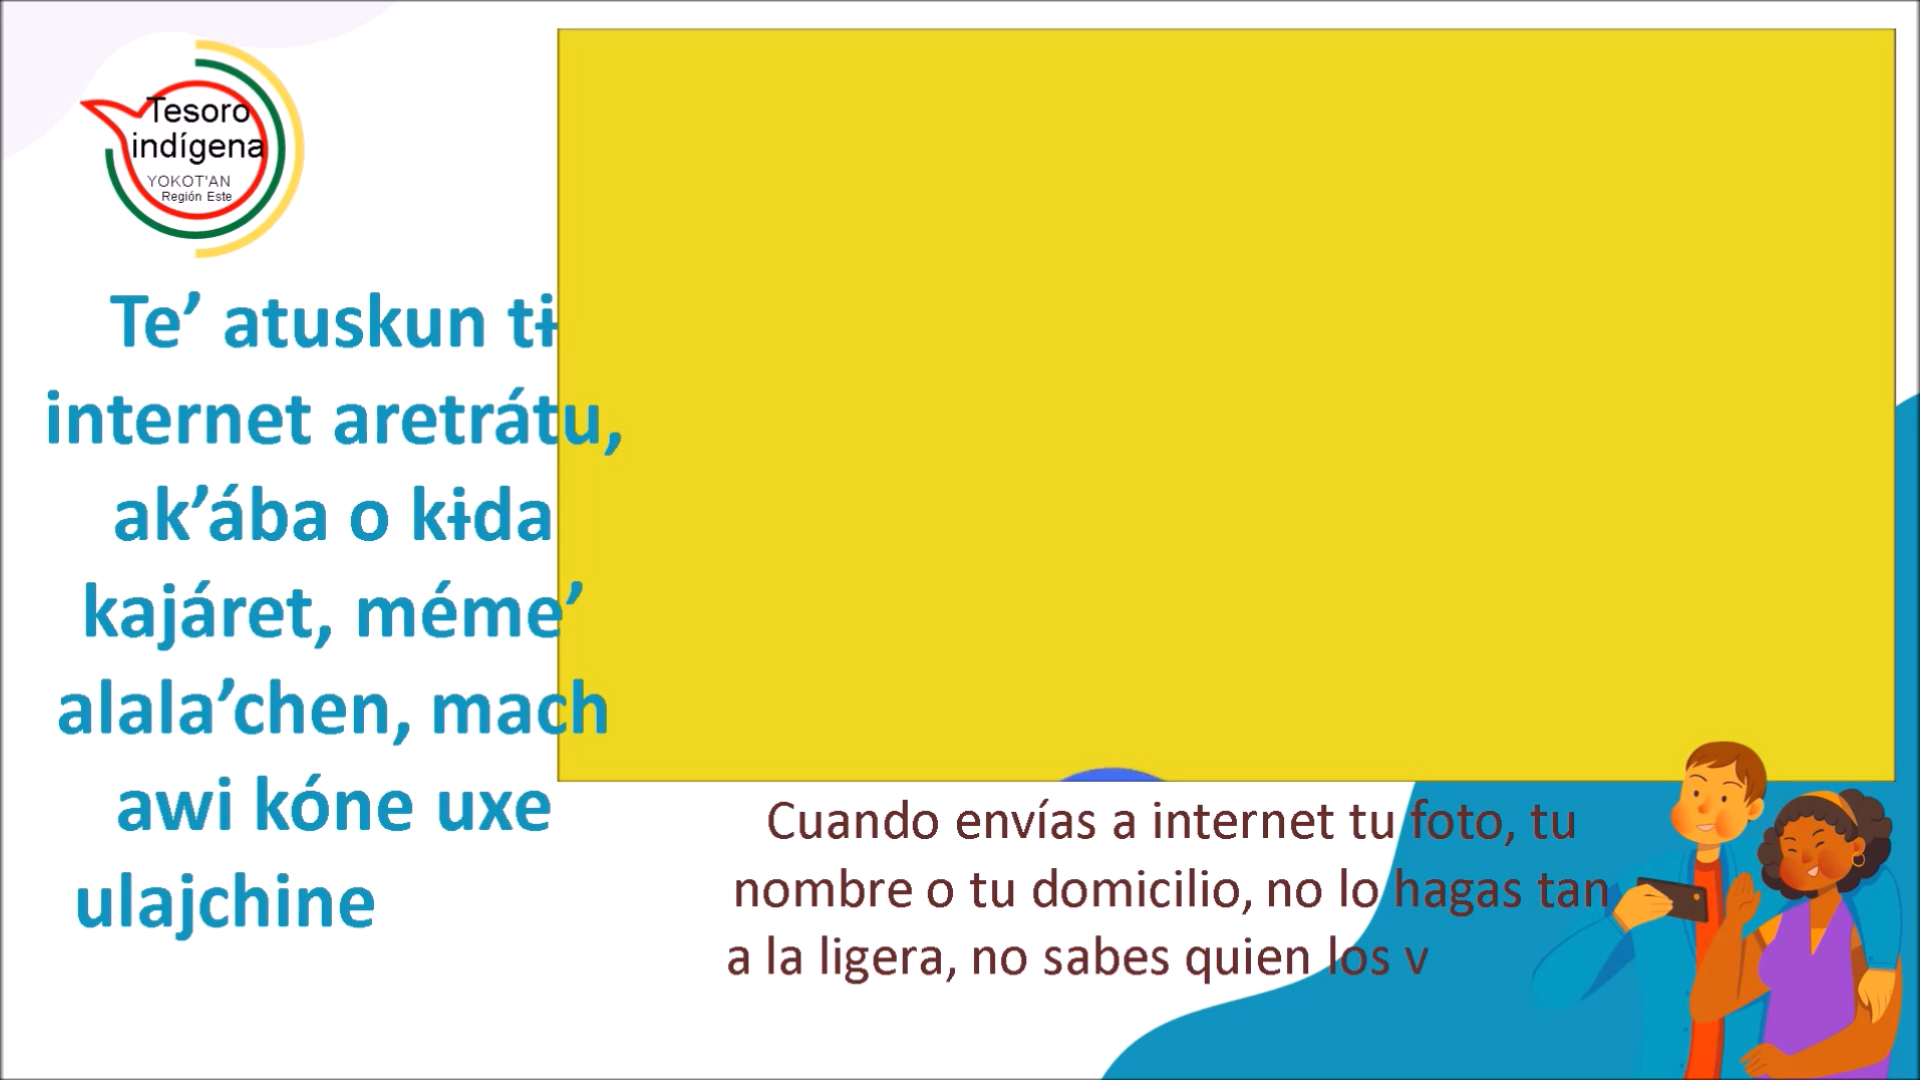 Tesoro
indígena
YOKOT'AN
Región Este
Te’ atuskun tɨ
internet aretrátu,
ak’ába o kɨda
kajáret, méme’
alala’chen, mach
awi kóne uxe
ulajchine
Cuando envías a internet tu foto, tu
nombre o tu domicilio, no lo hagas tan
a la ligera, no sabes quien los v